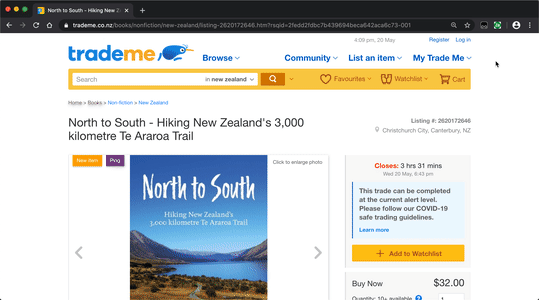 North to South - Hiking New Ze
trademe.co.nz/books/nonfiction/new-zealand/listing-2620172646.htm?rsqid=2fedd2fdbc7b439694beca642aca6c73-001
4:09 pm, 20 May Register Log in
trademe Browse Community List an item My Trade Me
Search in new zealand Favourites Watchlist Cart
Home > Books > Non-fiction > New Zealand
North to South - Hiking New Zealand's 3,000
kilometre Te Araroa Trail
Listing #: 2620172646
Christchurch City, Canterbury, NZ
New item Ping Click to enlarge photo
North to South
Hiking New Zealand's
3,000 kilometre Te Araroa Trail
Closes: 3 hrs 31 mins
Wed 20 May, 6:43 pm
This trade can be completed
at the current alert level.
Please follow our COVID-19
safe trading guidelines.
Learn more
+ Add to Watchlist
Buy Now $32.00
Quantity: 10+ available ? 1